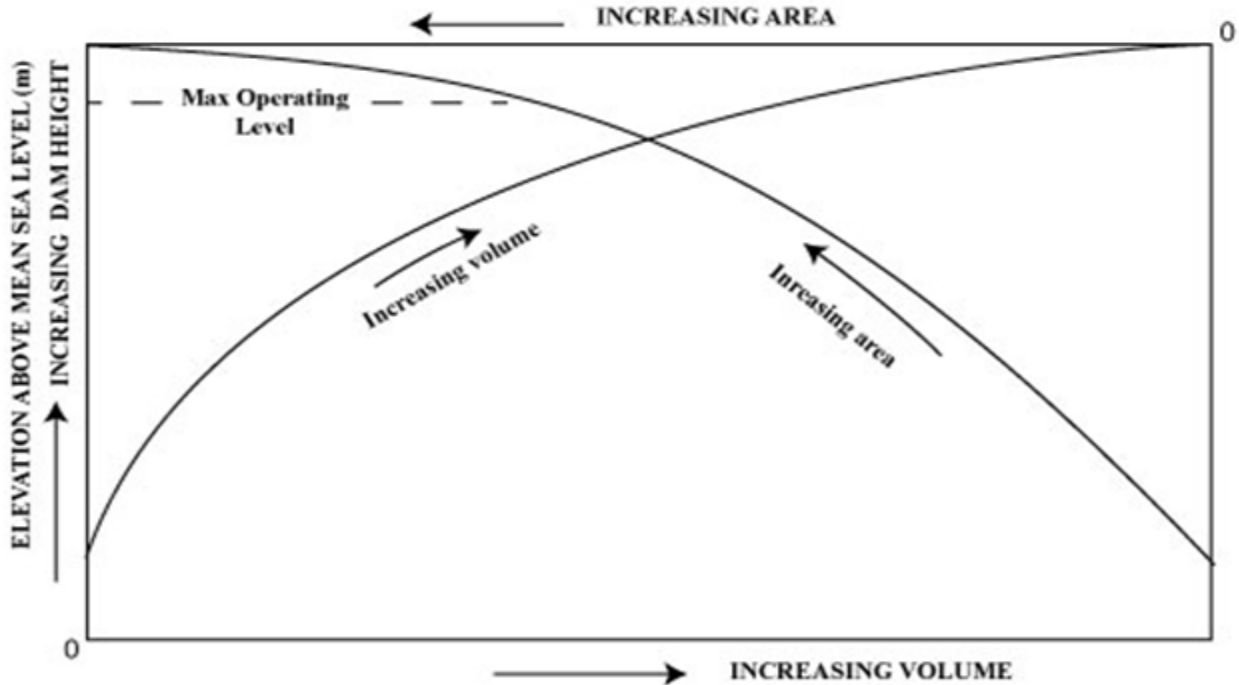 INCREASING AREA
0
Max Operating
Level
ELEVATION ABOVE MEAN SEA LEVEL (m)
INCREASING DAM HEIGHT
Increasing volume
Inreasing area
0
INCREASING VOLUME